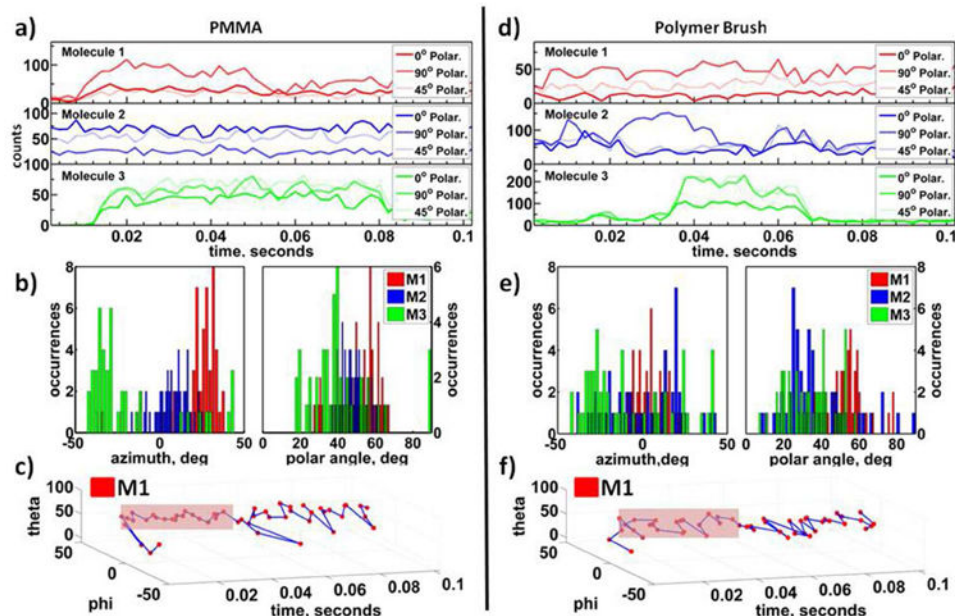 a) PMMA
Molecule 1
100
50
0
0° Polar.
90° Polar.
45° Polar.
Molecule 2
100
50
0° Polar.
90° Polar.
45° Polar.
counts
Molecule 3
100
50
0
0° Polar.
90° Polar.
45° Polar.
0.02 0.04 0.06 0.08 0.1
time. seconds
b)
8
6
4
2
0
occurrences
-50 0 50
azimuth, deg
M1
M2
M3
6
4
2
0
occurrences
0 20 40 60 80
polar angle, deg
c)
M1
100
50
0
theta
50
0
-50
phi
0.02 0.04 0.06 0.08 0.1
time. seconds
d) Polymer Brush
Molecule 1
50
0
0° Polar.
90° Polar.
45° Polar.
Molecule 2
100
0
0° Polar.
90° Polar.
45° Polar.
Molecule 3
200
100
0
0° Polar.
90° Polar.
45° Polar.
0 0.02 0.04 0.06 0.08 0.1
time. seconds
e)
8
6
4
2
0
occurrences
-50 0 50
azimuth,deg
M1
M2
M3
8
6
4
2
0
occurrences
0 20 40 60 80
polar angle, deg
f)
M1
100
50
0
theta
50
0
-50
phi
0.02 0.04 0.06 0.08 0.1
time. seconds